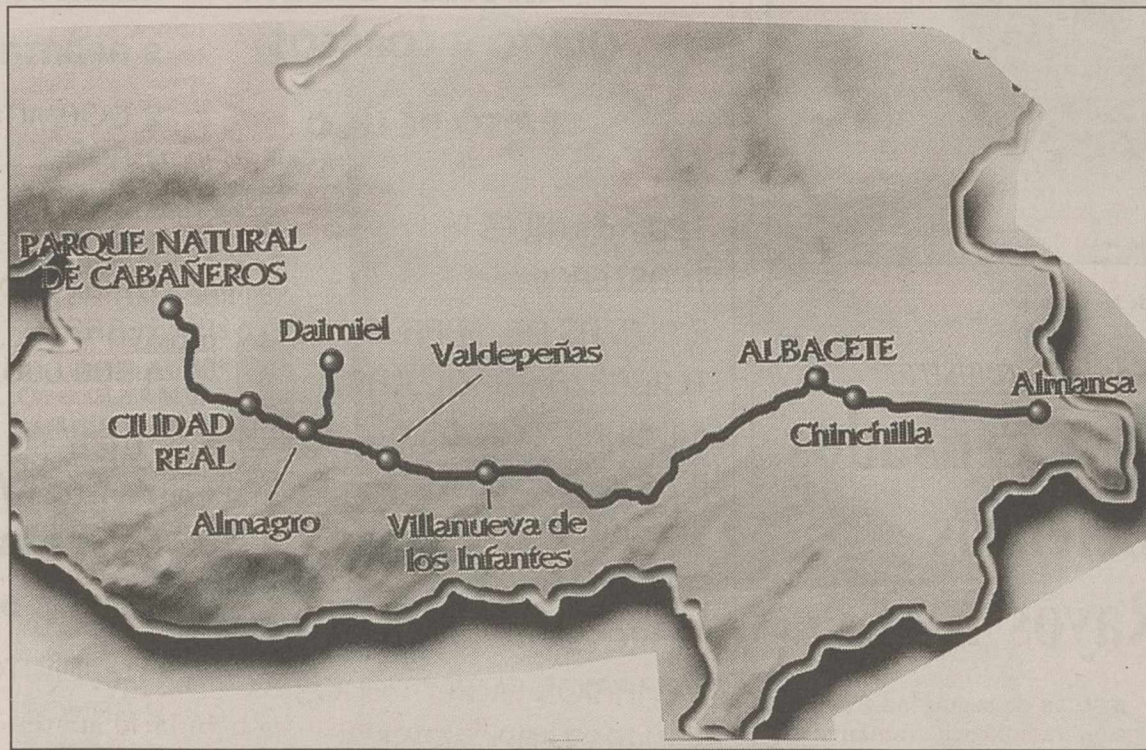 PARQUE NATURAL
DE CABAÑEROS
Daimiel
Valdepeñas
ALBACETE
Almansa
CIUDAD
REAL
Chinchilla
Almagro
Villanueva de
los Infantes